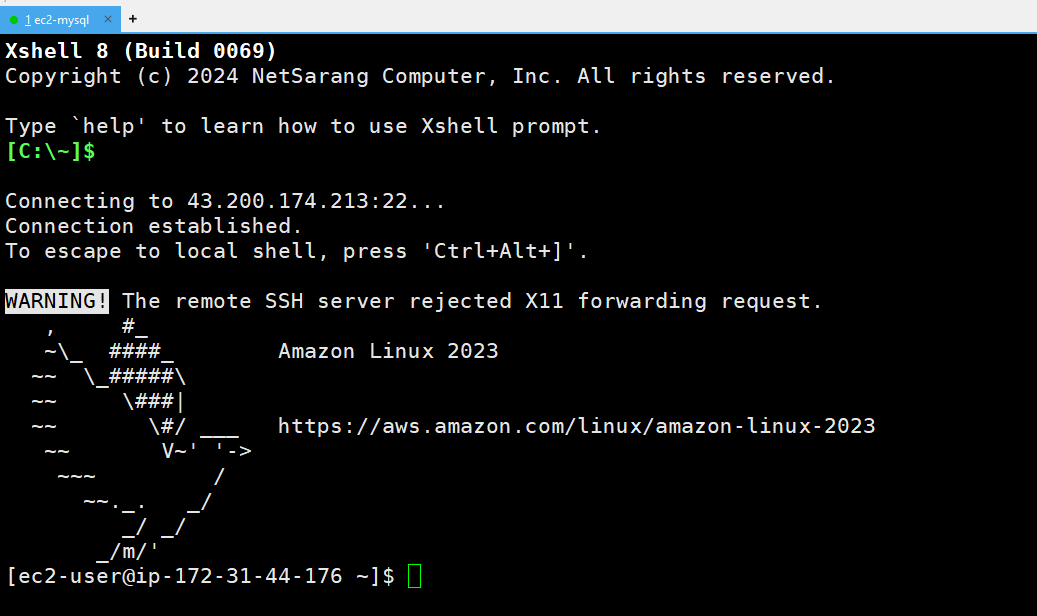 1 ec2-mysql × +
Xshell 8 (Build 0069)
Copyright (c) 2024 NetSarang Computer, Inc. All rights reserved.
Type `help' to learn how to use Xshell prompt.
[C:\~]$
Connecting to 43.200.174.213:22...
Connection established.
To escape to local shell, press 'Ctrl+Alt+]'.
WARNING! The remote SSH server rejected X11 forwarding request.
   ,     #_
   ~\_  ####_        Amazon Linux 2023
  ~~  \_#####\
  ~~     \###|
  ~~       \#/ ___   https://aws.amazon.com/linux/amazon-linux-2023
   ~~       V~' '->
    ~~~         /
      ~~._.   _/
         _/ _/
       _/m/'
[ec2-user@ip-172-31-44-176 ~]$